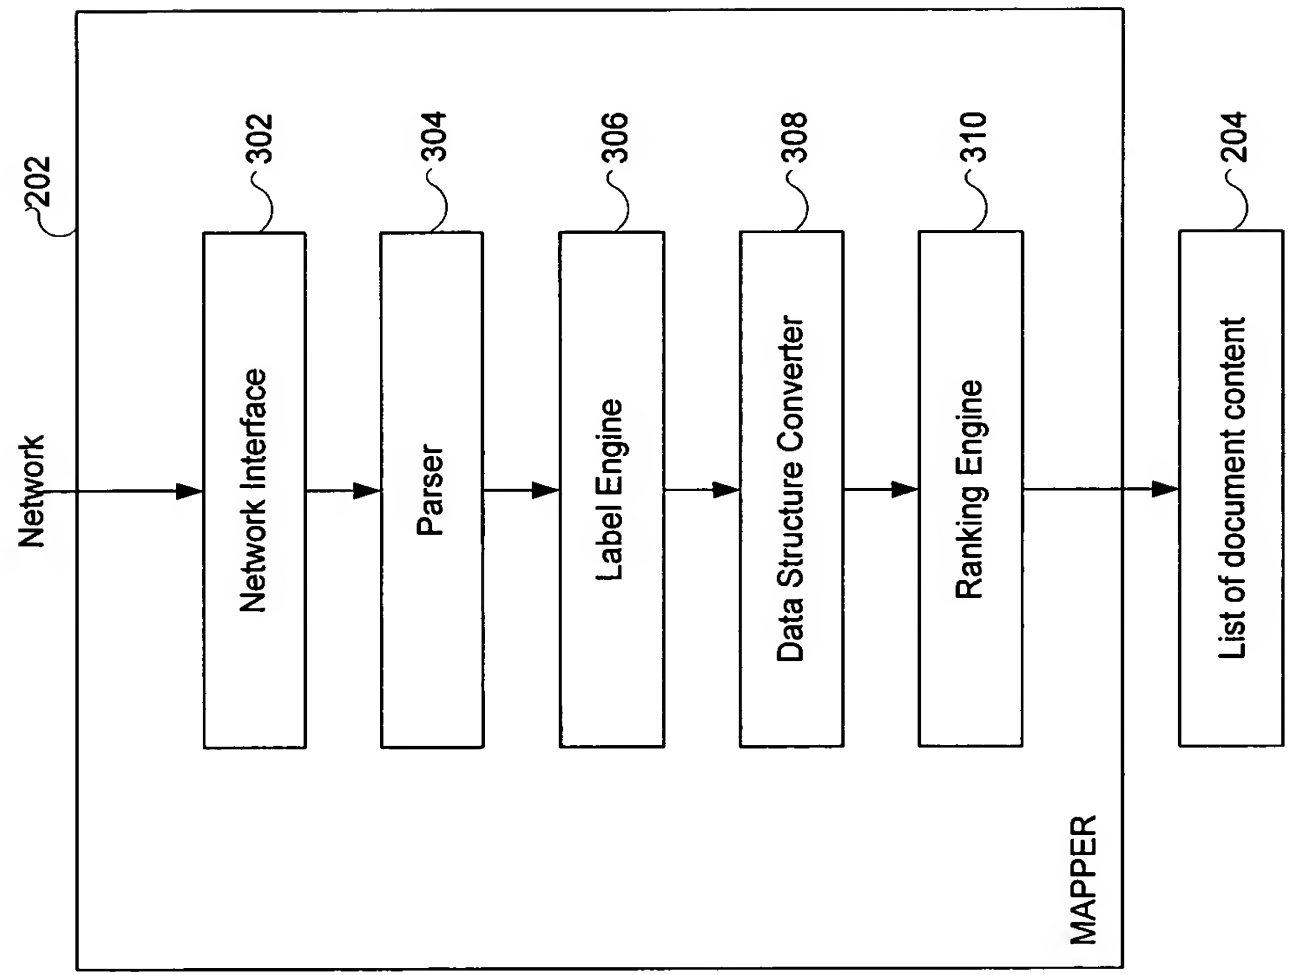 Network
202
Network Interface
302
Parser
304
Label Engine
306
Data Structure Converter
308
Ranking Engine
310
MAPPER
List of document content
204